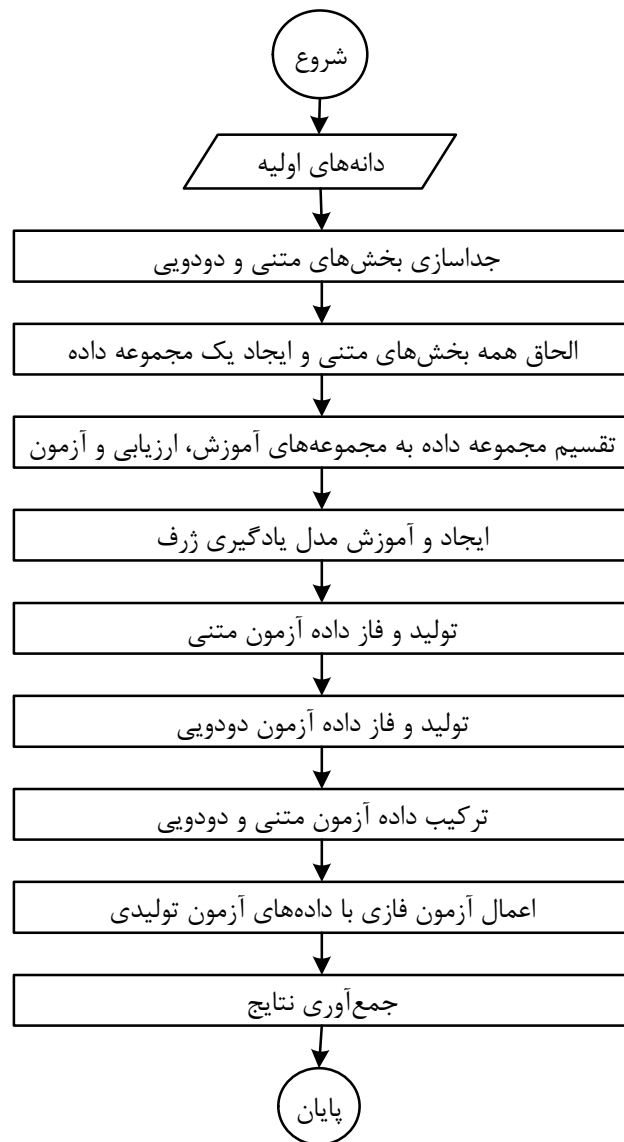 شروع
دانه‌های اولیه
جداسازی بخش‌های متنی و دودویی
الحاق همه بخش‌های متنی و ایجاد یک مجموعه داده
تقسیم مجموعه داده به مجموعه‌های آموزش، ارزیابی و آزمون
ایجاد و آموزش مدل یادگیری ژرف
تولید و فاز داده آزمون متنی
تولید و فاز داده آزمون دودویی
ترکیب داده آزمون متنی و دودویی
اعمال آزمون فازی با داده‌های آزمون تولیدی
جمع‌آوری نتایج
پایان